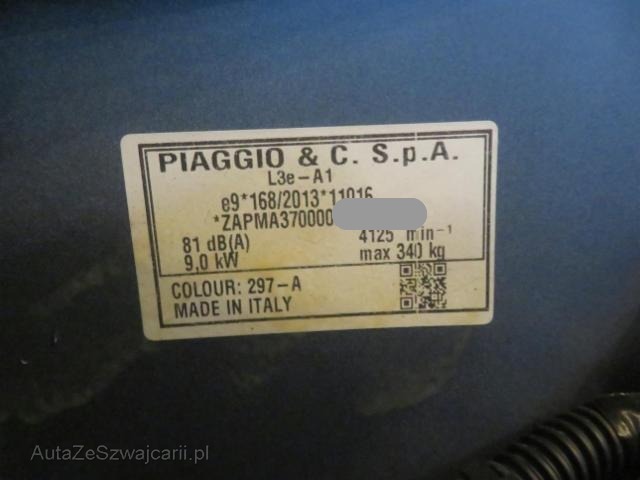 PIAGGIO & C. S.p.A.
L3e-A1
e9*168/2013*11016
*ZAPMA370000
81 dB(A) 4125 min⁻¹
9,0 kW max 340 kg
COLOUR: 297-A
MADE IN ITALY
AutaZeSzwajcarii.pl